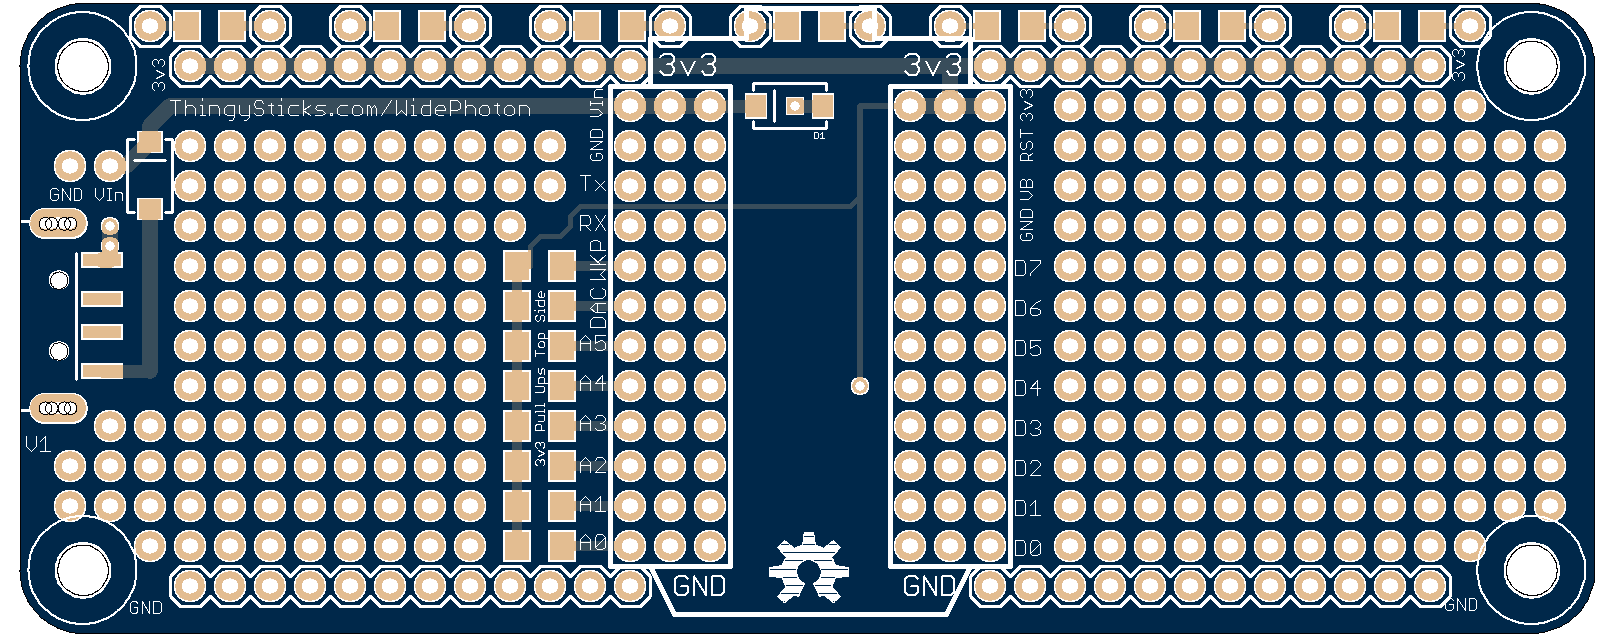 3v3
3v3 3v3
3v3
ThingySticks.com/WidePhoton
VIn
GND
Tx
RX
WKP
DAC
A5
A4
A3
A2
A1
A0
D1
3v3
RST
VB
GND
D7
D6
D5
D4
D3
D2
D1
D0
GND VIn
V1
3v3 Pull Ups Top Side
GND
GND GND
GND